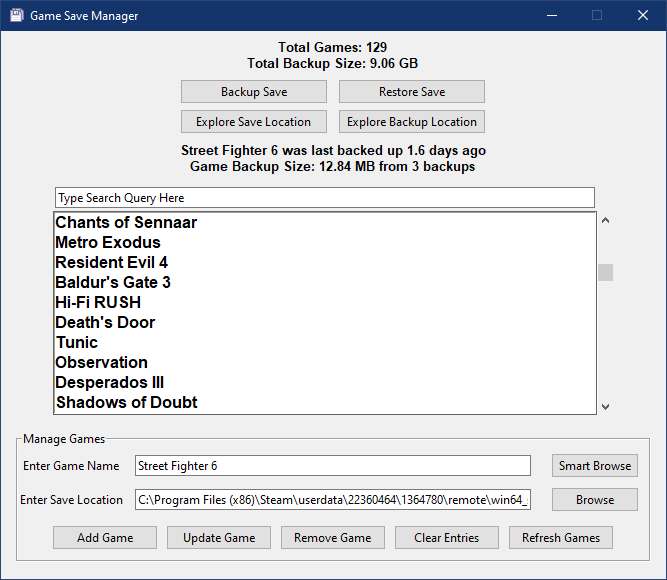 Game Save Manager
Total Games: 129
Total Backup Size: 9.06 GB
Backup Save
Restore Save
Explore Save Location
Explore Backup Location
Street Fighter 6 was last backed up 1.6 days ago
Game Backup Size: 12.84 MB from 3 backups
Type Search Query Here
Chants of Sennaar
Metro Exodus
Resident Evil 4
Baldur's Gate 3
Hi-Fi RUSH
Death's Door
Tunic
Observation
Desperados III
Shadows of Doubt
Manage Games
Enter Game Name
Street Fighter 6
Smart Browse
Enter Save Location
C:\Program Files (x86)\Steam\userdata\22360464\1364780\remote\win64_
Browse
Add Game
Update Game
Remove Game
Clear Entries
Refresh Games